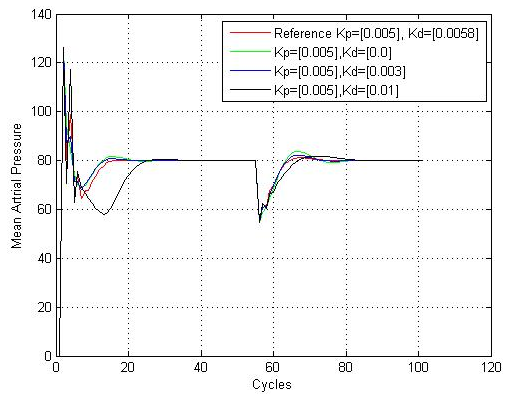 140
120
100
80
60
40
20
0
Mean Artrial Pressure
Reference Kp=[0.005], Kd=[0.0058]
Kp=[0.005],Kd=[0.0]
Kp=[0.005],Kd=[0.003]
Kp=[0.005],Kd=[0.01]
0 20 40 60 80 100 120
Cycles